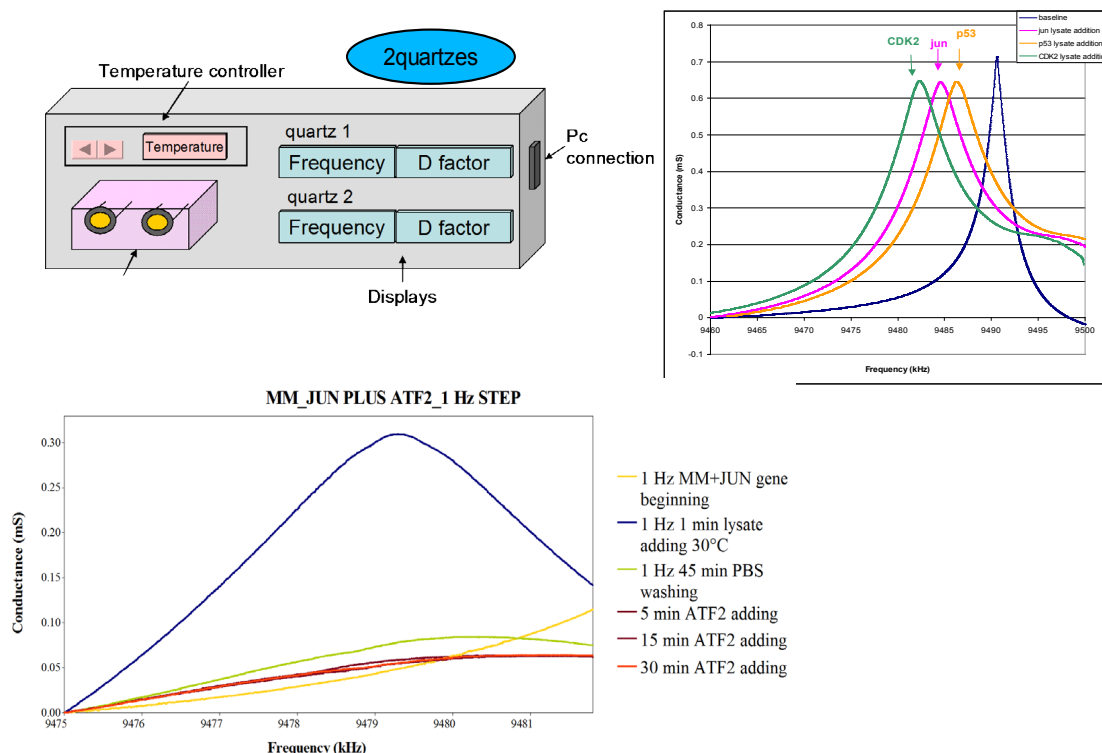 2quartzes
Temperature controller
Temperature
quartz 1
Frequency
D factor
quartz 2
Frequency
D factor
Pc
connection
Displays
baseline
jun lysate addition
p53 lysate addition
CDK2 lysate addit
CDK2
jun
p53
0.8
0.7
0.6
0.5
0.4
0.3
0.2
0.1
0
-0.1
Conductance (mS)
9460
9465
9470
9475
9480
9485
9490
9495
9500
Frequency (kHz)
MM_JUN PLUS ATF2_1 Hz STEP
0.30
0.25
0.20
0.15
0.10
0.05
0.00
Conductance (mS)
9475
9476
9477
9478
9479
9480
9481
Frequency (kHz)
1 Hz MM+JUN gene
beginning
1 Hz 1 min lysate
adding 30°C
1 Hz 45 min PBS
washing
5 min ATF2 adding
15 min ATF2 adding
30 min ATF2 adding